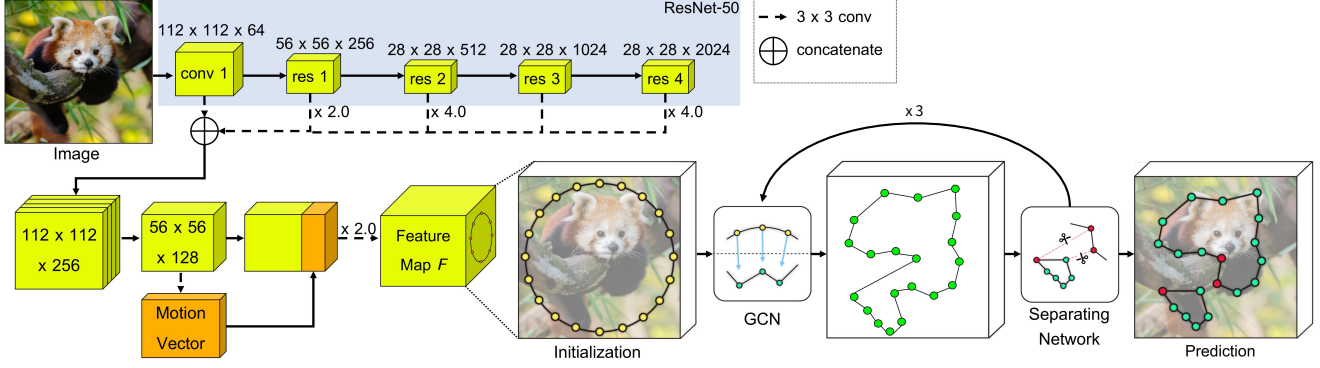 ResNet-50
112 x 112 x 64
56 x 56 x 256
28 x 28 x 512
28 x 28 x 1024
28 x 28 x 2024
conv 1
res 1
res 2
res 3
res 4
3 x 3 conv
concatenate
x 2.0
x 4.0
x 4.0
Image
x 3
112 x 112
x 256
56 x 56
x 128
x 2.0
Feature
Map F
Motion
Vector
Initialization
GCN
Separating
Network
Prediction